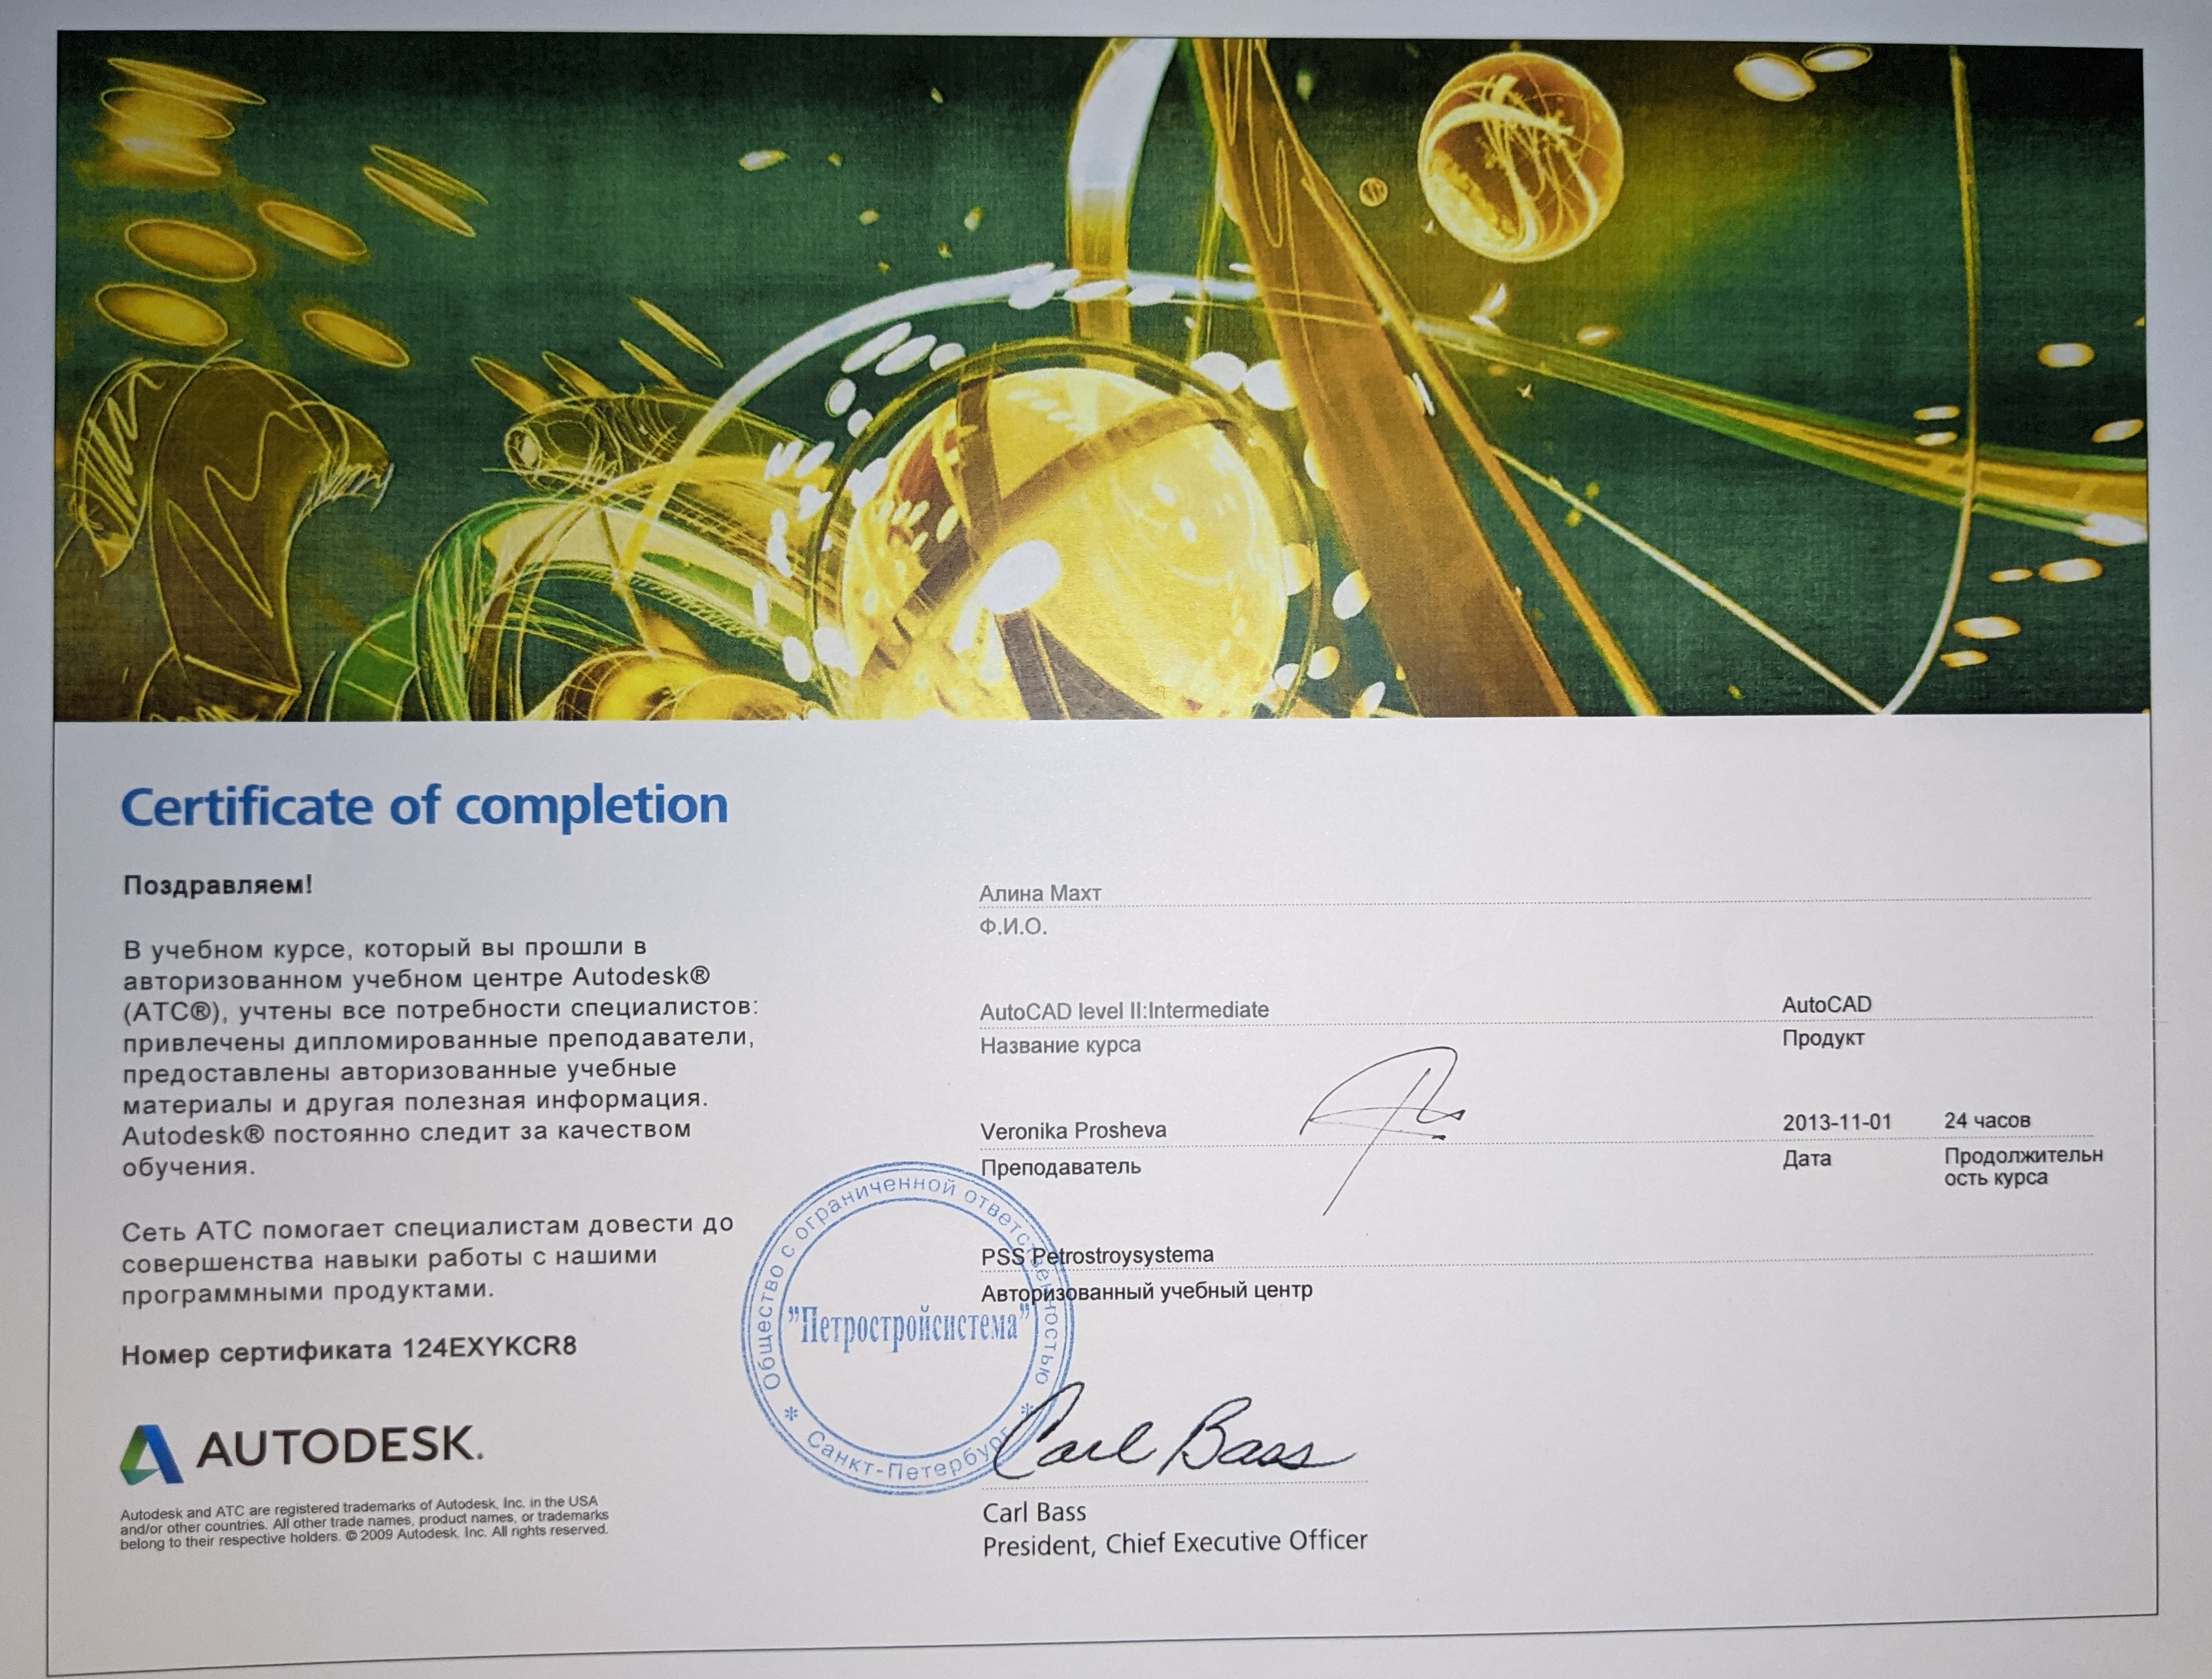 Certificate of completion
Поздравляем!
В учебном курсе, который вы прошли в
авторизованном учебном центре Autodesk®
(ATC®), учтены все потребности специалистов:
привлечены дипломированные преподаватели,
предоставлены авторизованные учебные
материалы и другая полезная информация.
Autodesk® постоянно следит за качеством
обучения.
Сеть ATC помогает специалистам довести до
совершенства навыки работы с нашими
программными продуктами.
Номер сертификата 124EXYKCR8
AUTODESK.
Autodesk and ATC are registered trademarks of Autodesk, Inc. in the USA
and/or other countries. All other trade names, product names, or trademarks
belong to their respective holders. © 2009 Autodesk, Inc. All rights reserved.
Алина Махт
Ф.И.О.
AutoCAD level II:Intermediate
Название курса
AutoCAD
Продукт
Veronika Prosheva
Преподаватель
2013-11-01
Дата
24 часов
Продолжительн
ость курса
PSS Petrostroysystema
Авторизованный учебный центр
Общество с ограниченной ответственностью
"Петростройсистема"
* Санкт-Петербург *
Carl Bass
Carl Bass
President, Chief Executive Officer